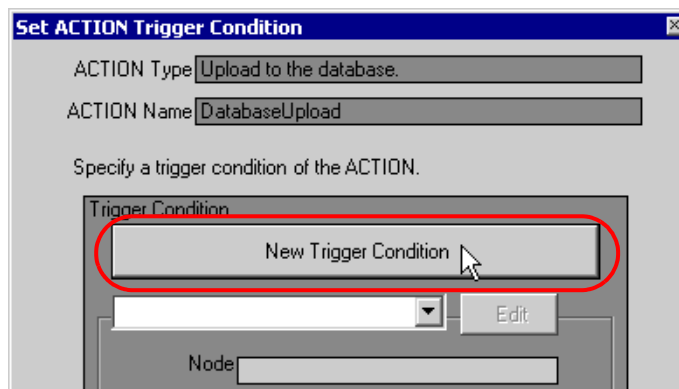 Set ACTION Trigger Condition
ACTION Type Upload to the database.
ACTION Name DatabaseUpload
Specify a trigger condition of the ACTION.
Trigger Condition
New Trigger Condition
Edit
Node